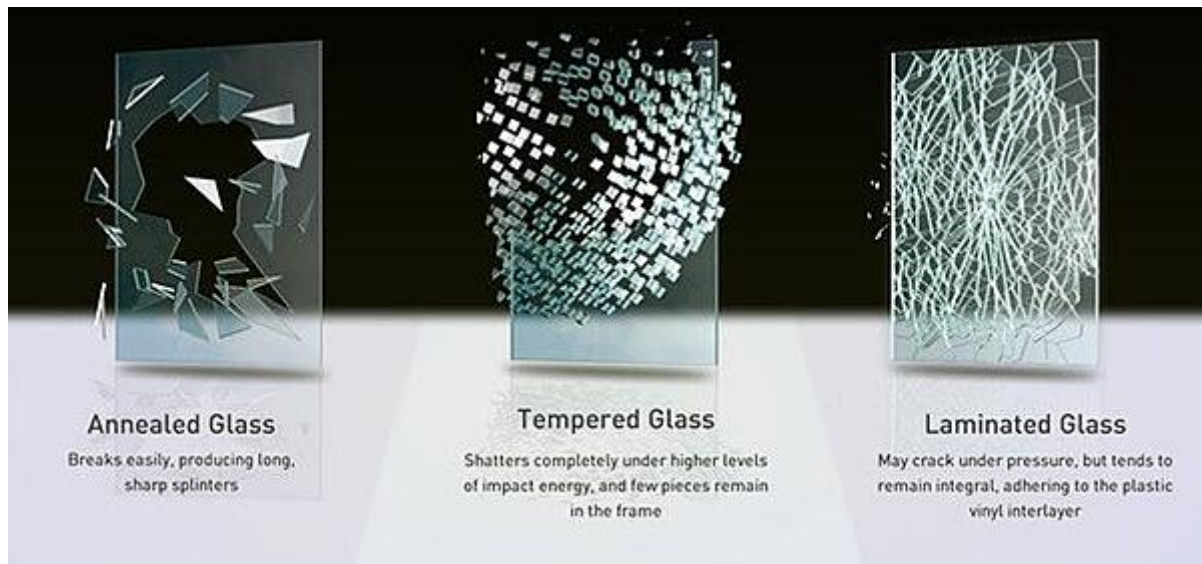 Annealed Glass
Breaks easily, producing long,
sharp splinters
Tempered Glass
Shatters completely under higher levels
of impact energy, and few pieces remain
in the frame
Laminated Glass
May crack under pressure, but tends to
remain integral, adhering to the plastic
vinyl interlayer